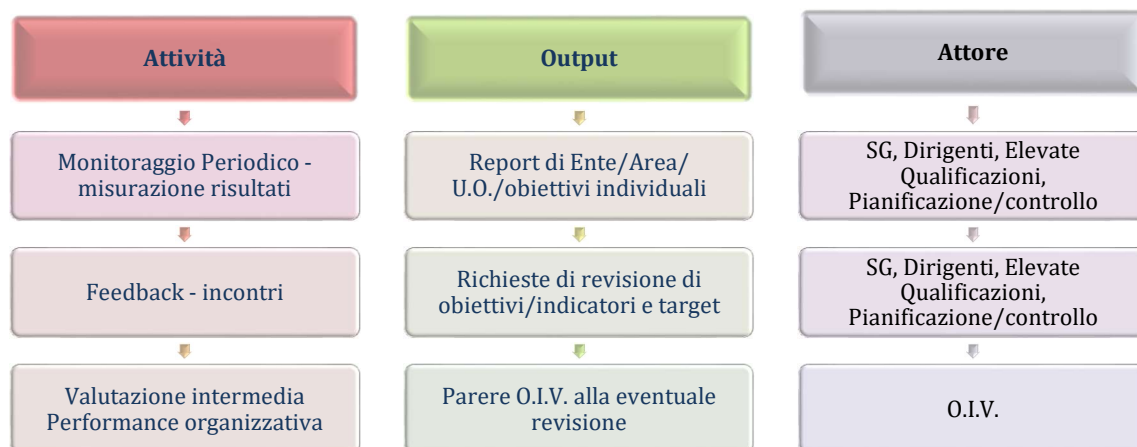 Attività
Output
Attore
Monitoraggio Periodico -
misurazione risultati
Report di Ente/Area/
U.O./obiettivi individuali
SG, Dirigenti, Elevate
Qualificazioni,
Pianificazione/controllo
Feedback - incontri
Richieste di revisione di
obiettivi/indicatori e target
SG, Dirigenti, Elevate
Qualificazioni,
Pianificazione/controllo
Valutazione intermedia
Performance organizzativa
Parere O.I.V. alla eventuale
revisione
O.I.V.